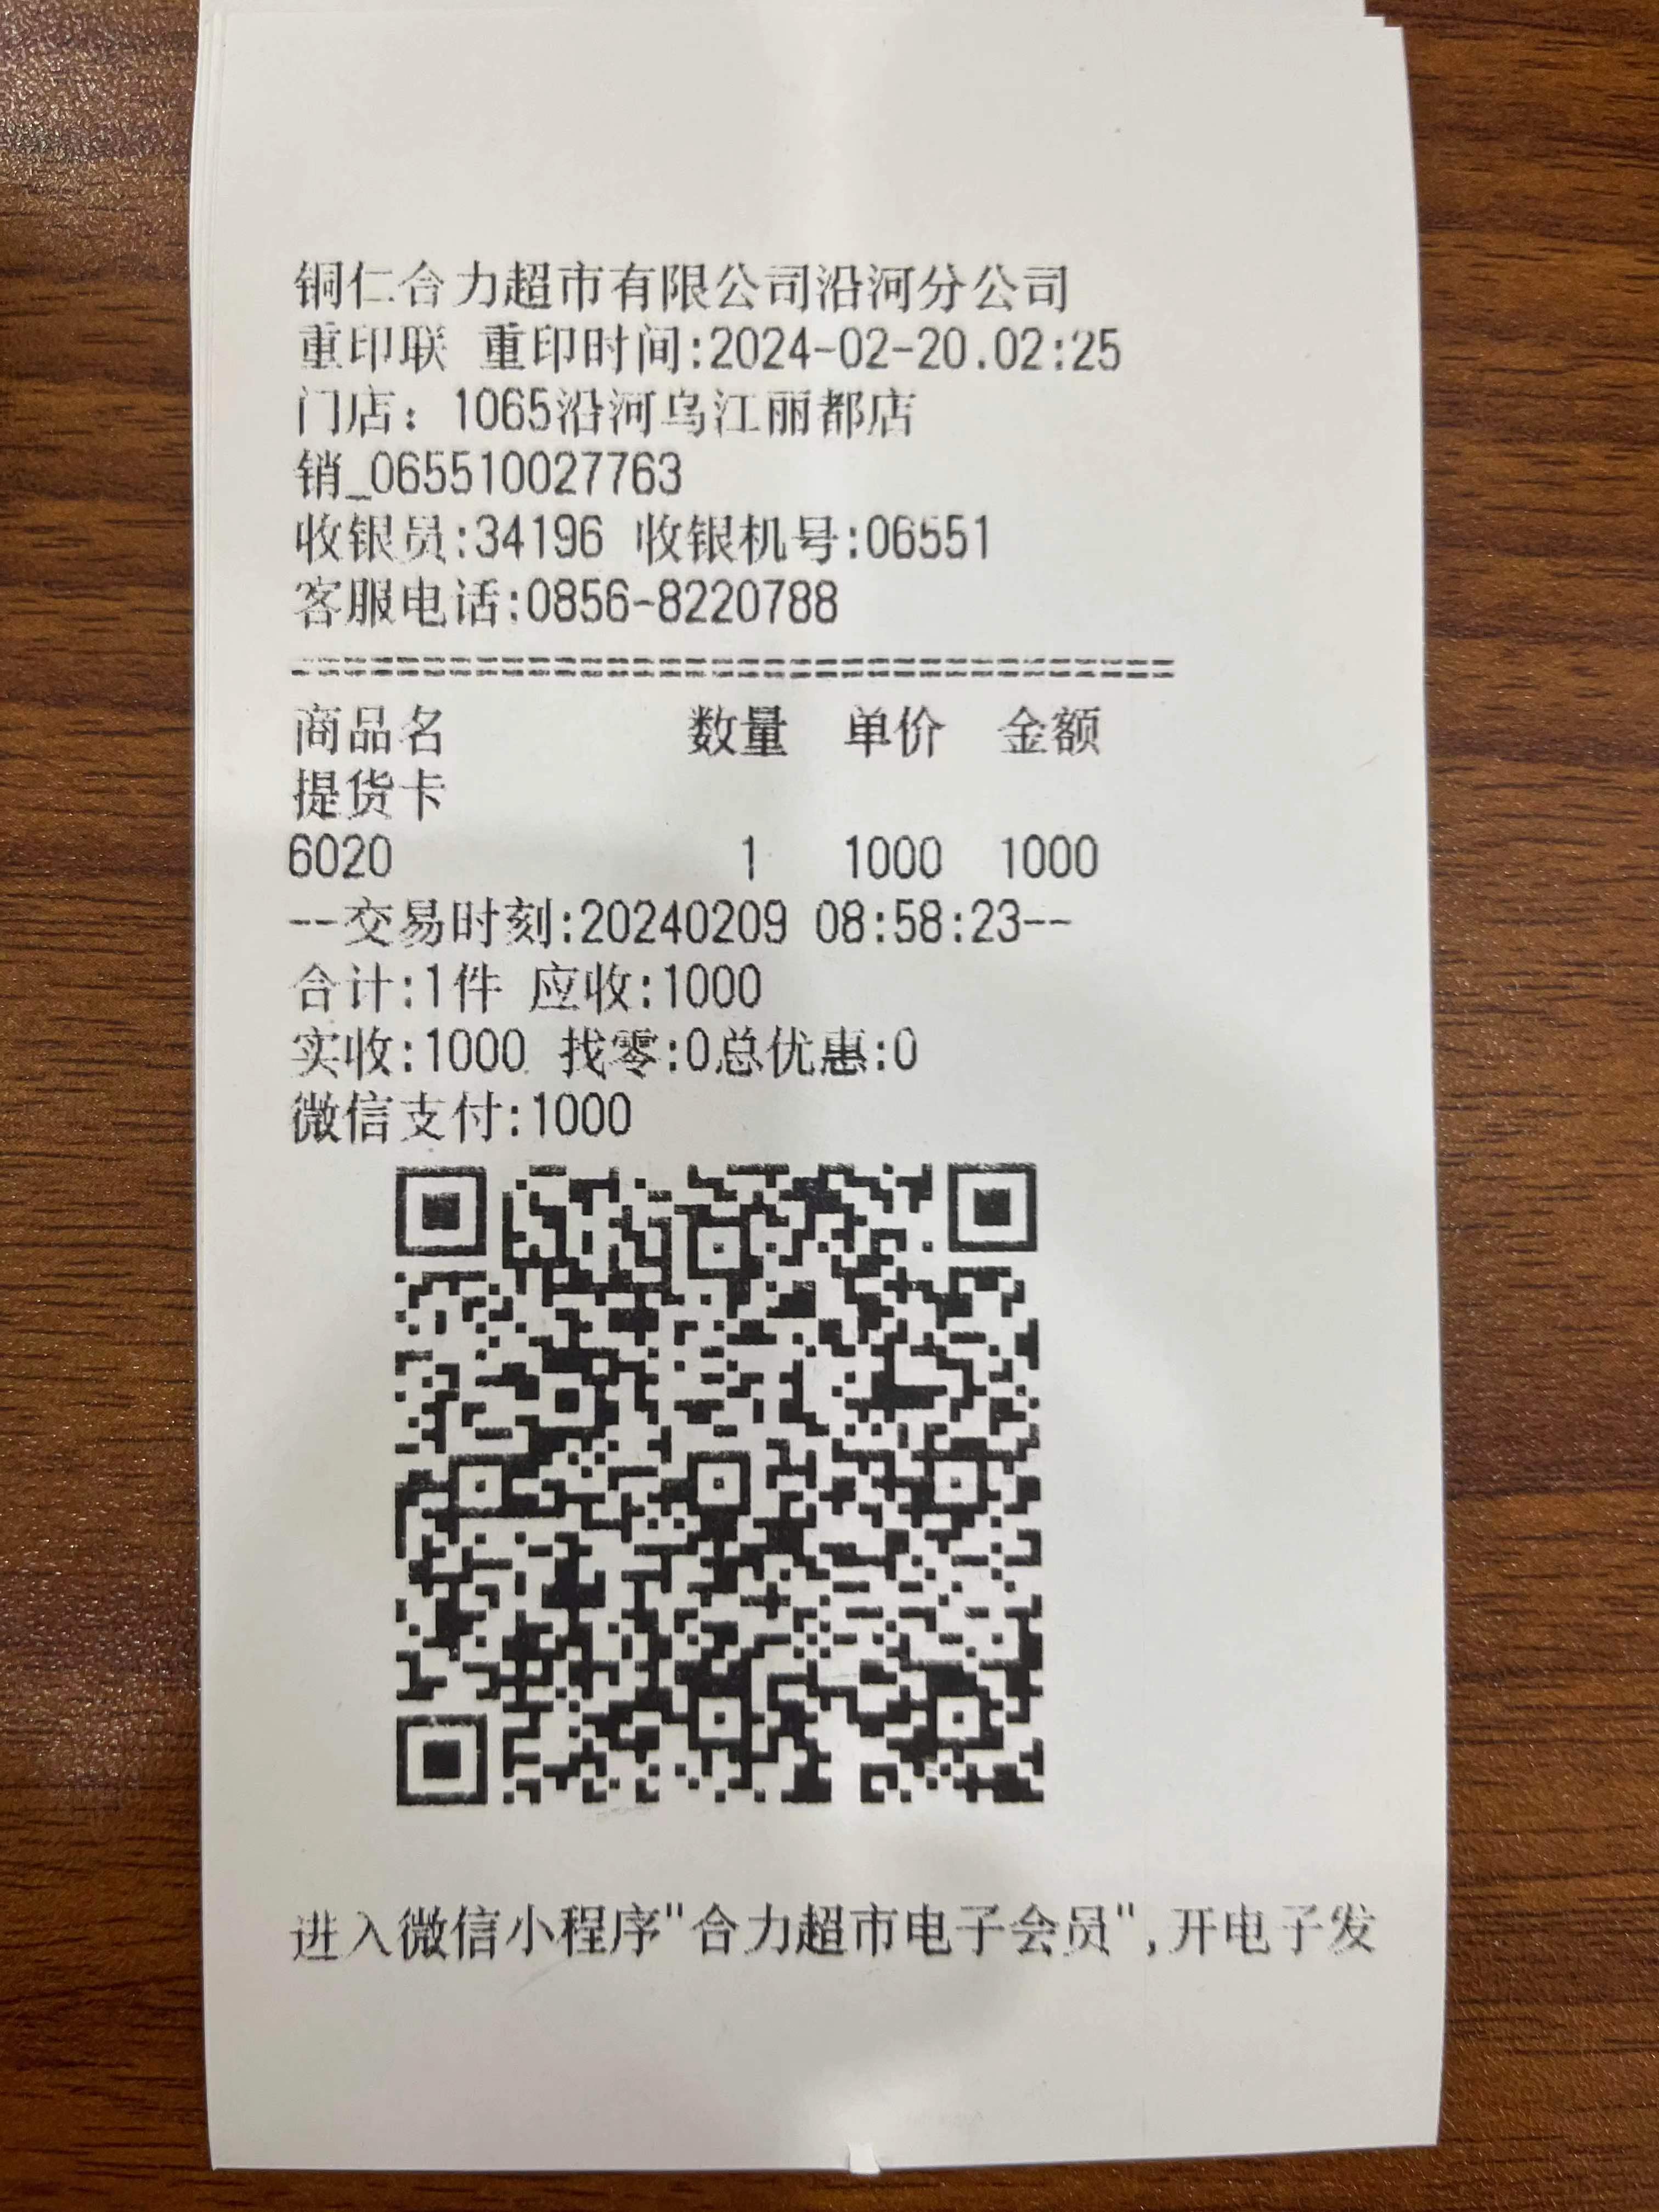 铜仁合力超市有限公司沿河分公司
重印联 重印时间:2024-02-20.02:25
门店：1065沿河乌江丽都店
销_065510027763
收银员:34196 收银机号:06551
客服电话:0856-8220788
==================================
商品名 数量 单价 金额
提货卡
6020 1 1000 1000
--交易时刻:20240209 08:58:23--
合计:1件 应收:1000
实收:1000 找零:0总优惠:0
微信支付:1000
进入微信小程序"合力超市电子会员",开电子发